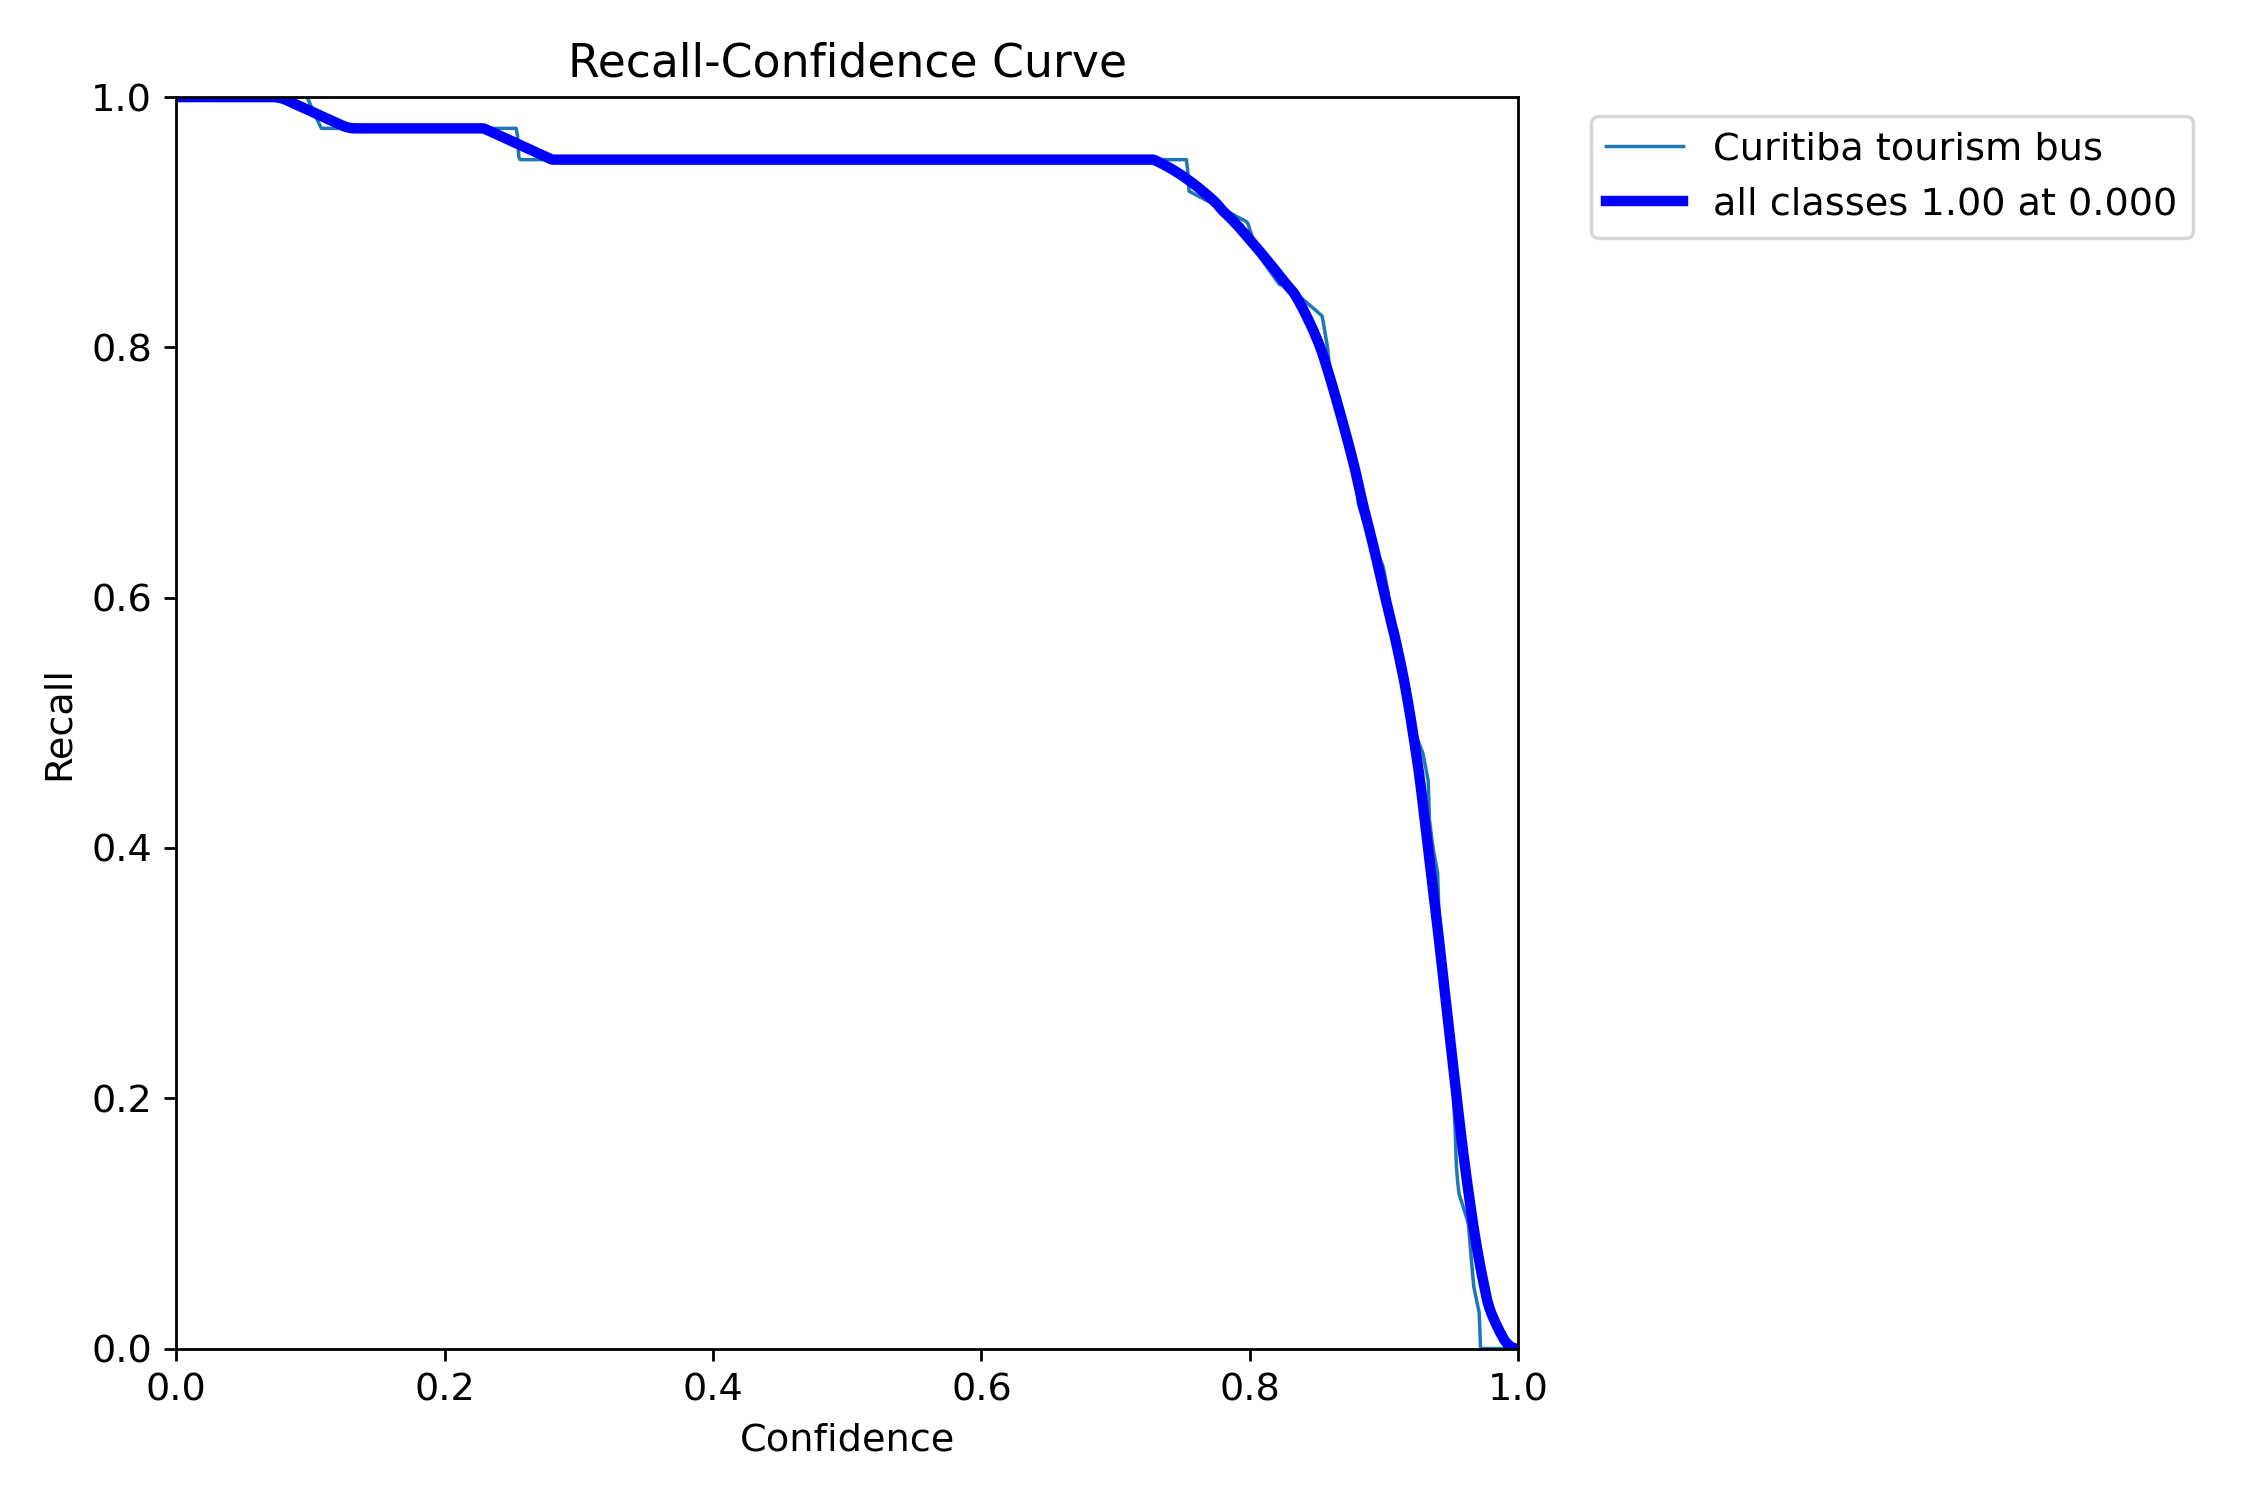 Recall-Confidence Curve
1.0
0.8
0.6
0.4
0.2
0.0
Recall
0.0 0.2 0.4 0.6 0.8 1.0
Confidence
Curitiba tourism bus
all classes 1.00 at 0.000